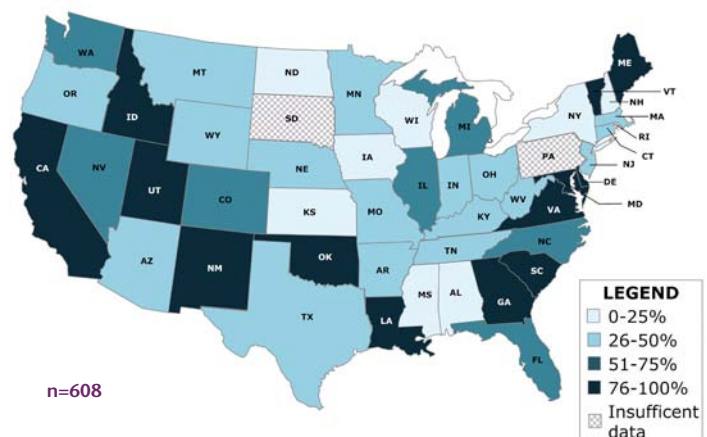 WA
OR
CA
ID
NV
MT
WY
UT
AZ
CO
NM
ND
SD
NE
KS
OK
TX
MN
IA
MO
AR
LA
WI
IL
MS
MI
IN
KY
TN
AL
OH
WV
GA
FL
SC
NC
VA
PA
NY
ME
VT
NH
MA
RI
CT
NJ
DE
MD
LEGEND
0-25%
26-50%
51-75%
76-100%
Insufficent
data
n=608